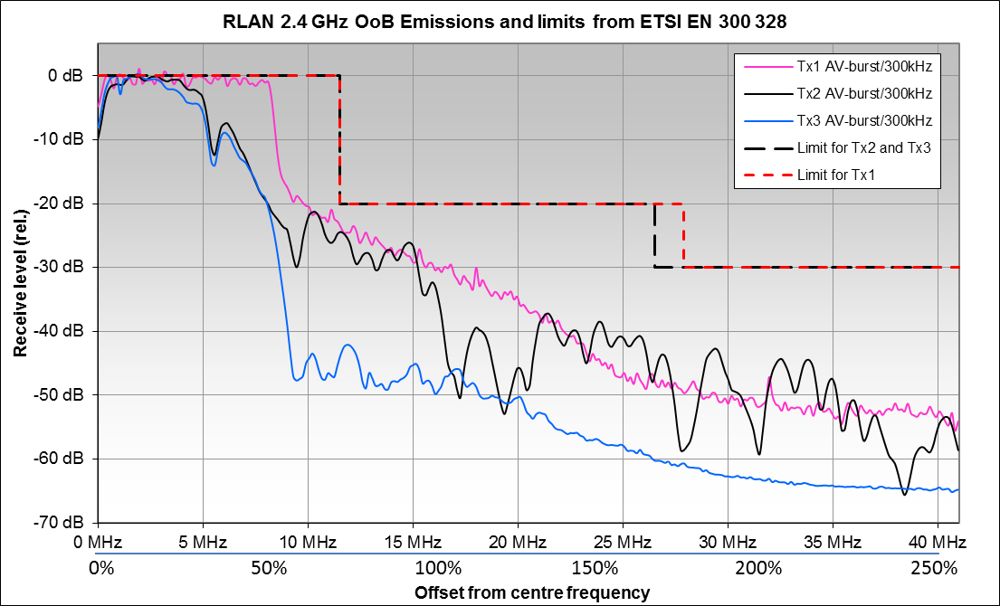 RLAN 2.4 GHz OoB Emissions and limits from ETSI EN 300 328
Tx1 AV-burst/300kHz
Tx2 AV-burst/300kHz
Tx3 AV-burst/300kHz
Limit for Tx2 and Tx3
Limit for Tx1
Receive level (rel.)
0 dB
-10 dB
-20 dB
-30 dB
-40 dB
-50 dB
-60 dB
-70 dB
0 MHz 5 MHz 10 MHz 15 MHz 20 MHz 25 MHz 30 MHz 35 MHz 40 MHz
0% 50% 100% 150% 200% 250%
Offset from centre frequency